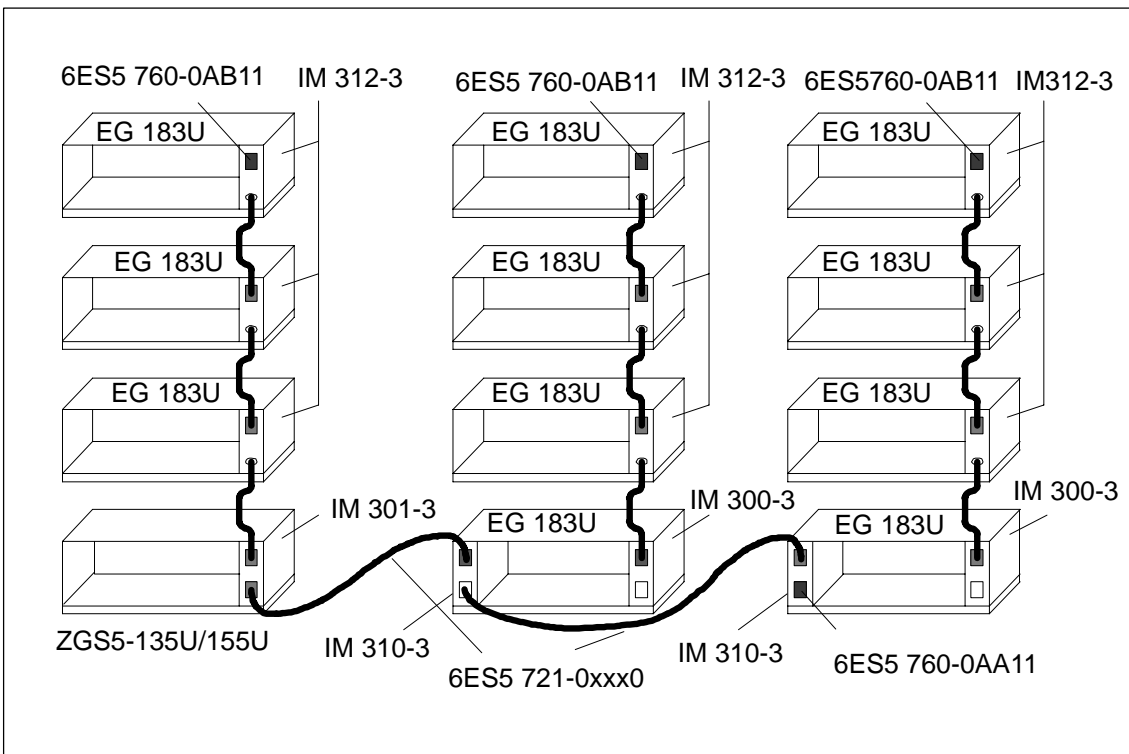 6ES5 760-0AB11
IM 312-3
6ES5 760-0AB11
IM 312-3
6ES5760-0AB11
IM312-3
EG 183U
EG 183U
EG 183U
EG 183U
EG 183U
EG 183U
EG 183U
EG 183U
EG 183U
IM 301-3
EG 183U
IM 300-3
EG 183U
IM 300-3
ZGS5-135U/155U
IM 310-3
6ES5 721-0xxx0
IM 310-3
6ES5 760-0AA11